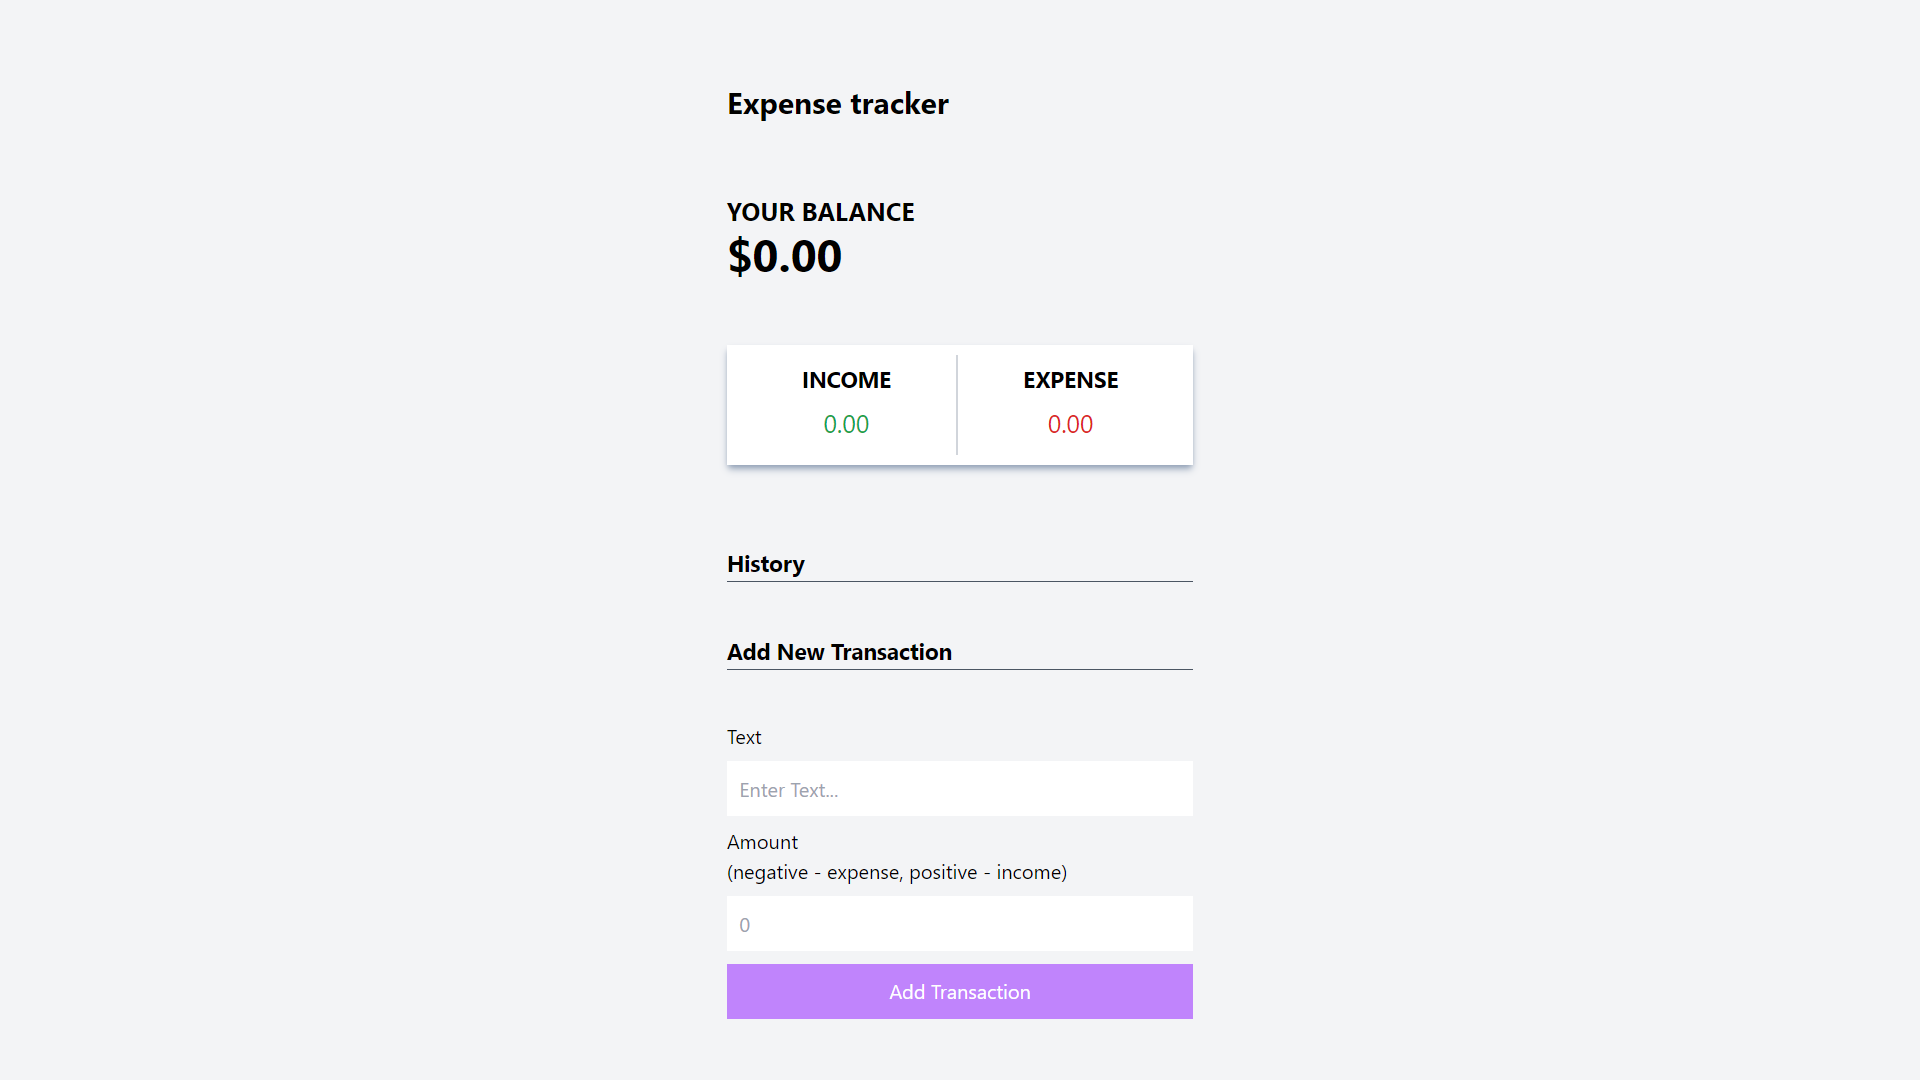 Expense tracker
YOUR BALANCE
$0.00
INCOME EXPENSE
0.00 0.00
History
Add New Transaction
Text
Enter Text...
Amount
(negative - expense, positive - income)
0
Add Transaction